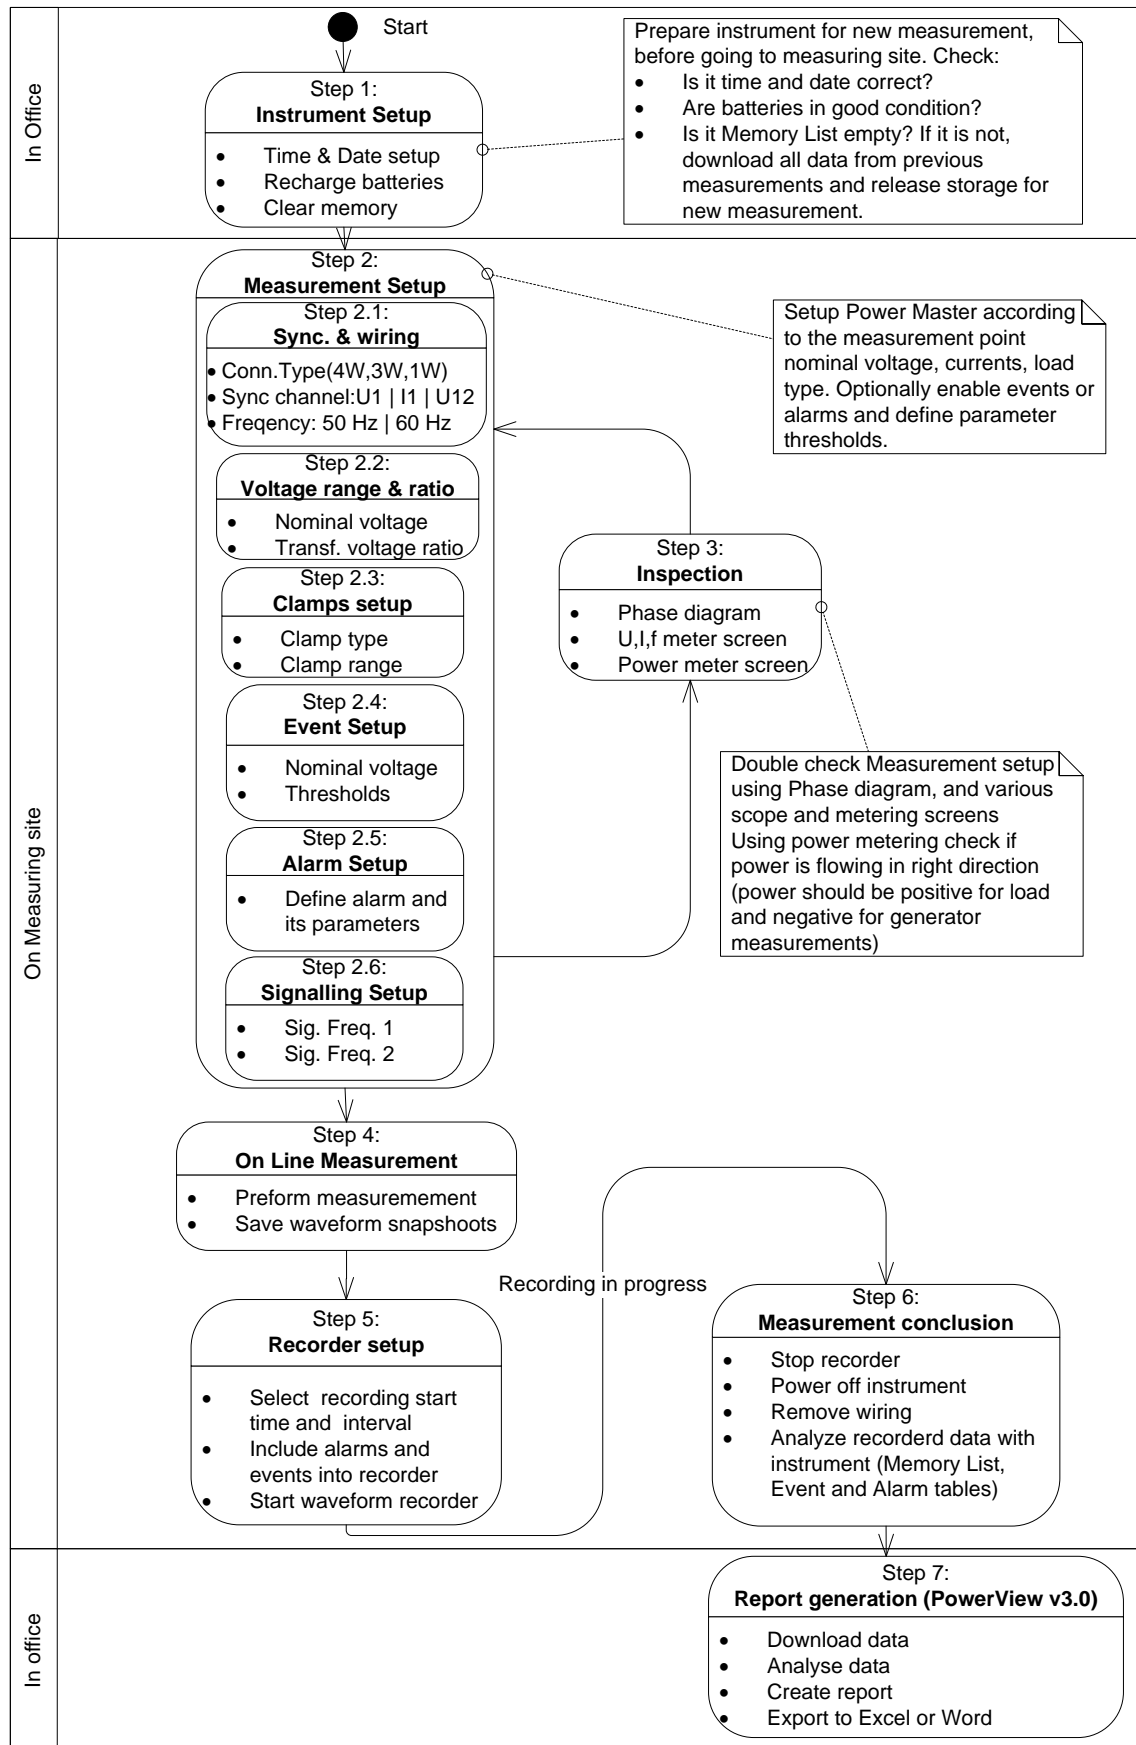 Start
In Office
Step 1:
Instrument Setup
• Time & Date setup
• Recharge batteries
• Clear memory
Prepare instrument for new measurement,
before going to measuring site. Check:
• Is it time and date correct?
• Are batteries in good condition?
• Is it Memory List empty? If it is not,
download all data from previous
measurements and release storage for
new measurement.
On Measuring site
Step 2:
Measurement Setup
Step 2.1:
Sync. & wiring
• Conn.Type(4W,3W,1W)
• Sync channel:U1 | I1 | U12
• Freqency: 50 Hz | 60 Hz
Step 2.2:
Voltage range & ratio
• Nominal voltage
• Transf. voltage ratio
Step 2.3:
Clamps setup
• Clamp type
• Clamp range
Step 2.4:
Event Setup
• Nominal voltage
• Thresholds
Step 2.5:
Alarm Setup
• Define alarm and
its parameters
Step 2.6:
Signalling Setup
• Sig. Freq. 1
• Sig. Freq. 2
Setup Power Master according
to the measurement point
nominal voltage, currents, load
type. Optionally enable events or
alarms and define parameter
thresholds.
Step 3:
Inspection
• Phase diagram
• U,I,f meter screen
• Power meter screen
Double check Measurement setup
using Phase diagram, and various
scope and metering screens
Using power metering check if
power is flowing in right direction
(power should be positive for load
and negative for generator
measurements)
Step 4:
On Line Measurement
• Preform measuremement
• Save waveform snapshoots
Step 5:
Recorder setup
• Select recording start
time and interval
• Include alarms and
events into recorder
• Start waveform recorder
Recording in progress
Step 6:
Measurement conclusion
• Stop recorder
• Power off instrument
• Remove wiring
• Analyze recorderd data with
instrument (Memory List,
Event and Alarm tables)
In office
Step 7:
Report generation (PowerView v3.0)
• Download data
• Analyse data
• Create report
• Export to Excel or Word